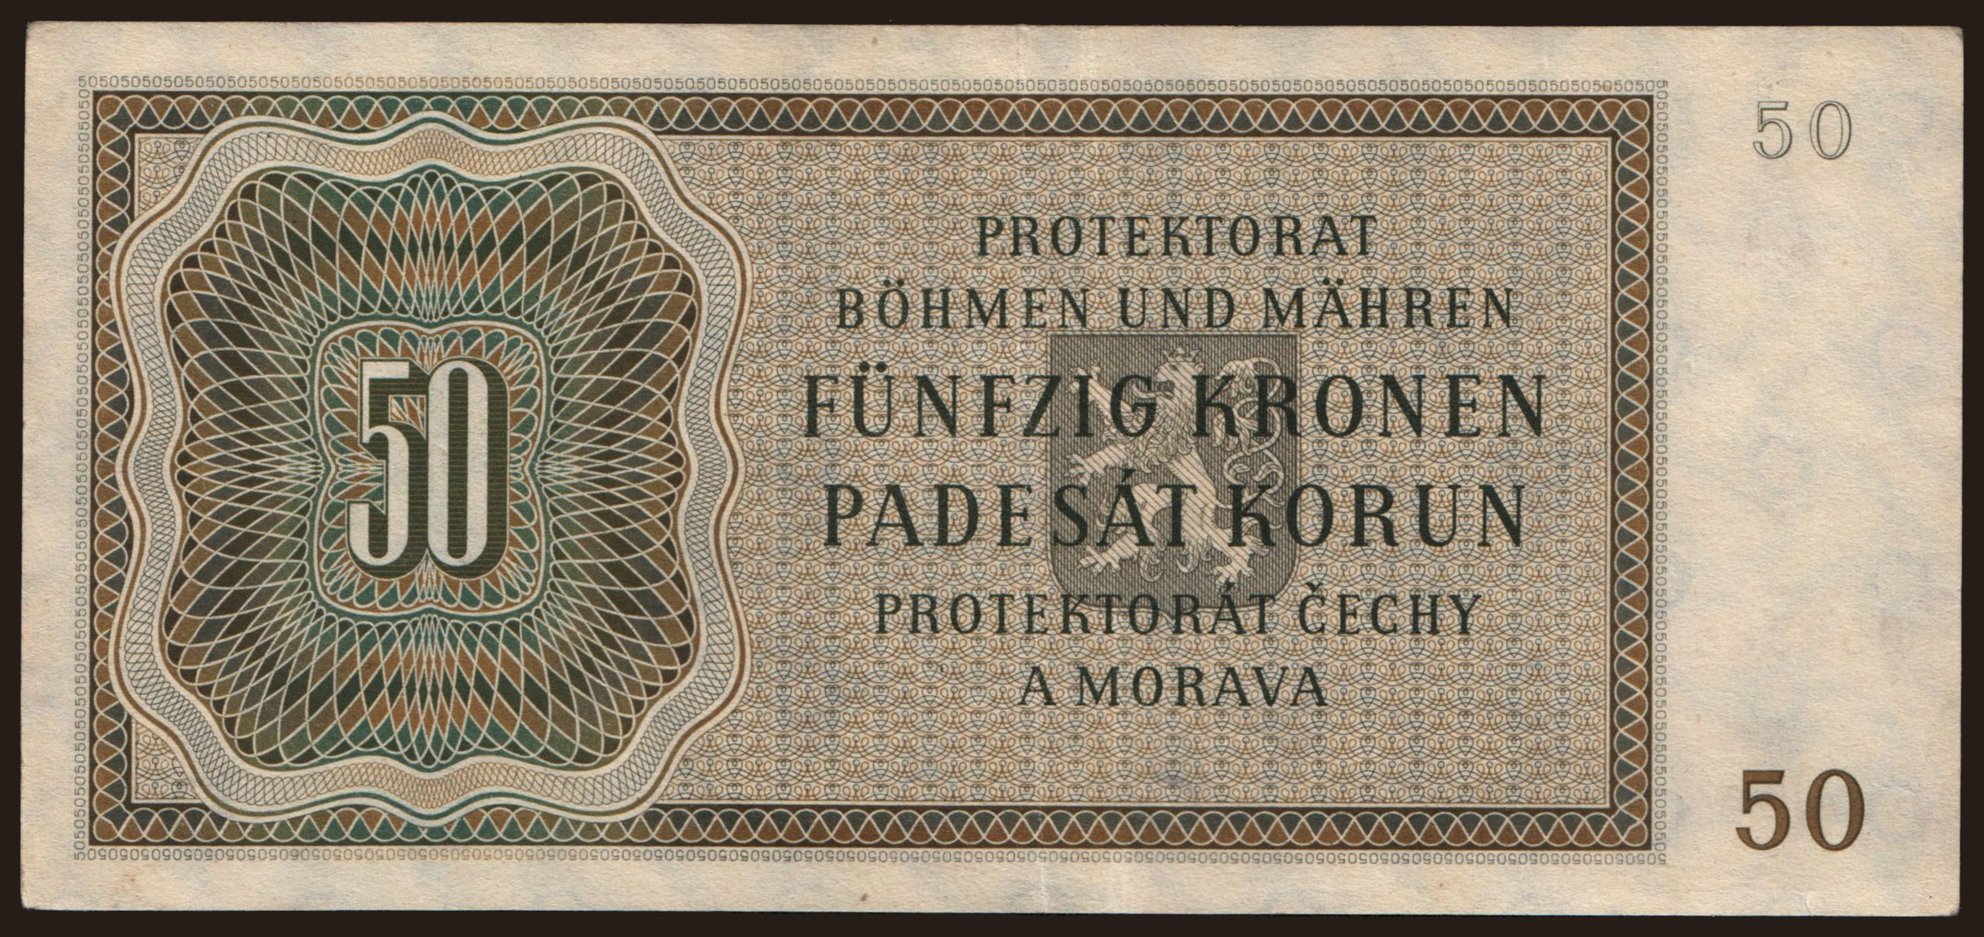 50
PROTEKTORAT
BÖHMEN UND MÄHREN
FÜNFZIG KRONEN
50
PADESÁT KORUN
PROTEKTORÁT ČECHY
A MORAVA
50